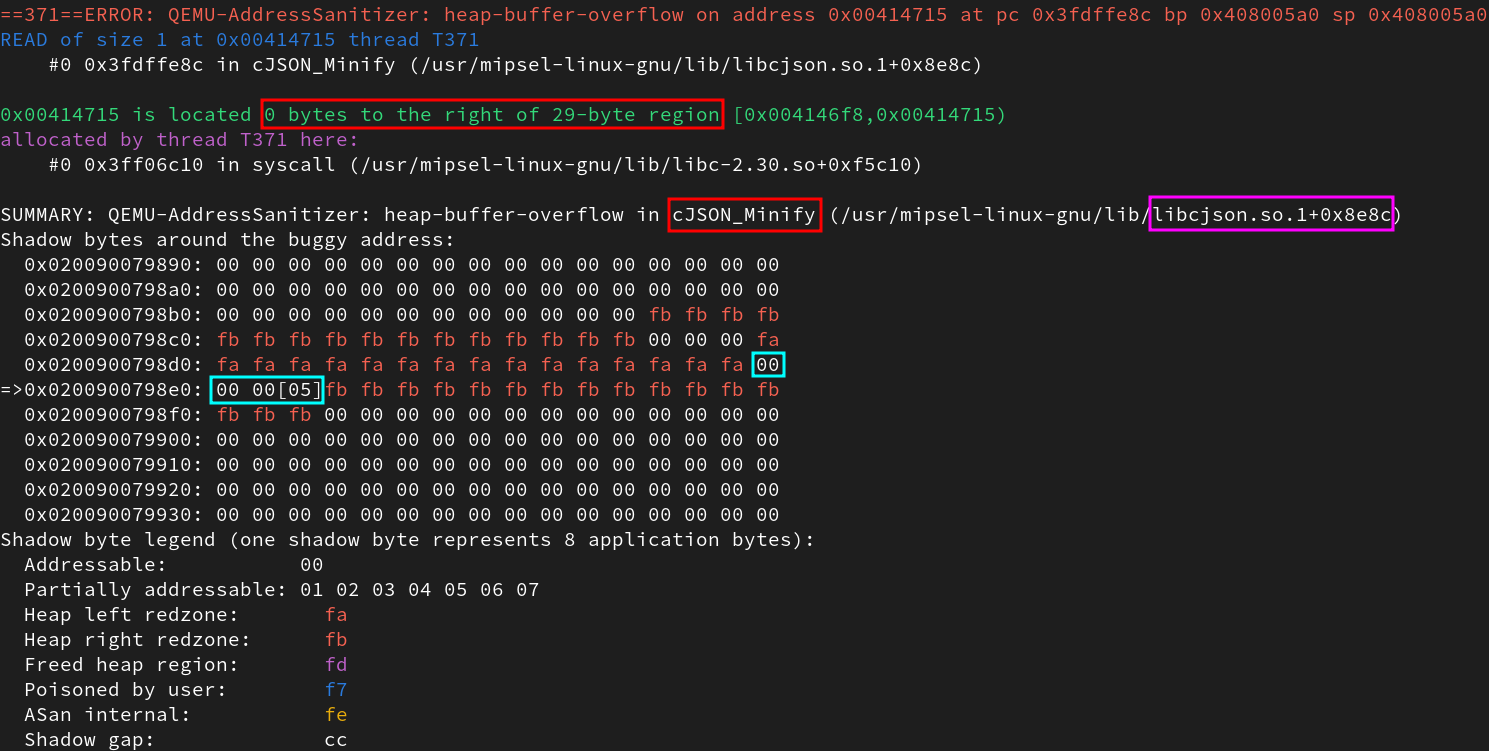 ==371==ERROR: QEMU-AddressSanitizer: heap-buffer-overflow on address 0x00414715 at pc 0x3fdffe8c bp 0x408005a0 sp 0x408005a0
READ of size 1 at 0x00414715 thread T371
    #0 0x3fdffe8c in cJSON_Minify (/usr/mipsel-linux-gnu/lib/libcjson.so.1+0x8e8c)

0x00414715 is located 0 bytes to the right of 29-byte region [0x004146f8,0x00414715)
allocated by thread T371 here:
    #0 0x3ff06c10 in syscall (/usr/mipsel-linux-gnu/lib/libc-2.30.so+0xf5c10)

SUMMARY: QEMU-AddressSanitizer: heap-buffer-overflow in cJSON_Minify (/usr/mipsel-linux-gnu/lib/libcjson.so.1+0x8e8c)
Shadow bytes around the buggy address:
  0x020090079890: 00 00 00 00 00 00 00 00 00 00 00 00 00 00 00 00
  0x0200900798a0: 00 00 00 00 00 00 00 00 00 00 00 00 00 00 00 00
  0x0200900798b0: 00 00 00 00 00 00 00 00 00 00 00 00 fb fb fb fb
  0x0200900798c0: fb fb fb fb fb fb fb fb fb fb fb fb 00 00 00 fa
  0x0200900798d0: fa fa fa fa fa fa fa fa fa fa fa fa fa fa fa 00
=>0x0200900798e0: 00 00[05]fb fb fb fb fb fb fb fb fb fb fb fb fb
  0x0200900798f0: fb fb fb 00 00 00 00 00 00 00 00 00 00 00 00 00
  0x020090079900: 00 00 00 00 00 00 00 00 00 00 00 00 00 00 00 00
  0x020090079910: 00 00 00 00 00 00 00 00 00 00 00 00 00 00 00 00
  0x020090079920: 00 00 00 00 00 00 00 00 00 00 00 00 00 00 00 00
  0x020090079930: 00 00 00 00 00 00 00 00 00 00 00 00 00 00 00 00
Shadow byte legend (one shadow byte represents 8 application bytes):
  Addressable:           00
  Partially addressable: 01 02 03 04 05 06 07
  Heap left redzone:       fa
  Heap right redzone:      fb
  Freed heap region:       fd
  Poisoned by user:        f7
  ASan internal:           fe
  Shadow gap:              cc